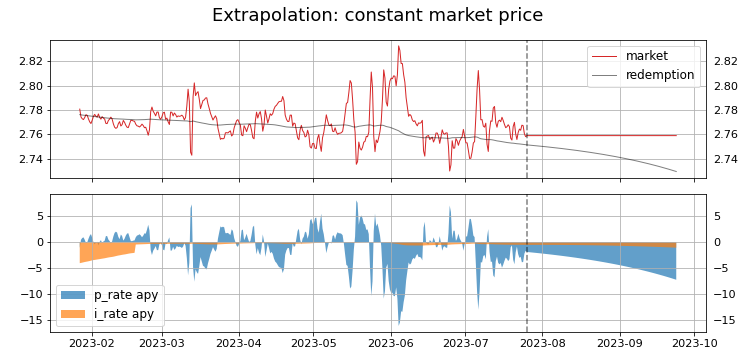 Extrapolation: constant market price
2.82 2.82
2.80 2.80
2.78 2.78
2.76 2.76
2.74 2.74
market
redemption
5 5
0 0
−5 −5
−10 −10
−15 −15
p_rate apy
i_rate apy
2023-02 2023-03 2023-04 2023-05 2023-06 2023-07 2023-08 2023-09 2023-10